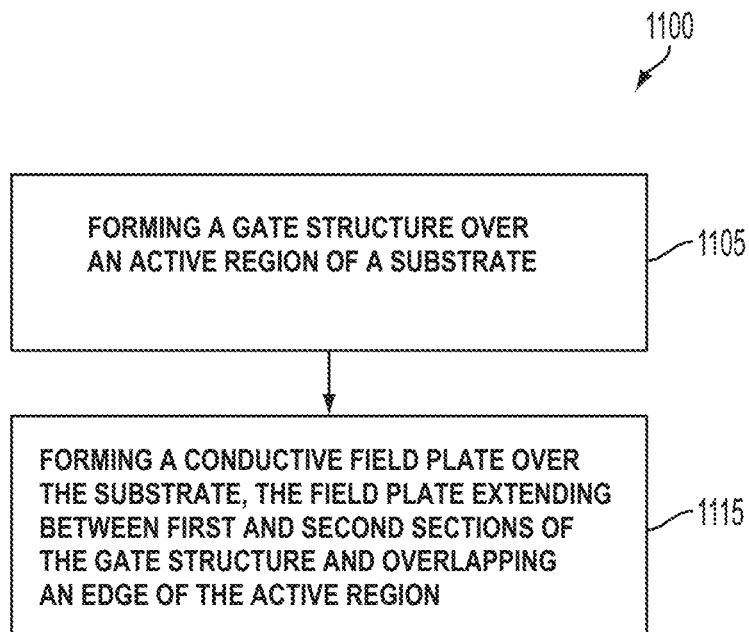 1100
FORMING A GATE STRUCTURE OVER
AN ACTIVE REGION OF A SUBSTRATE
1105
FORMING A CONDUCTIVE FIELD PLATE OVER
THE SUBSTRATE, THE FIELD PLATE EXTENDING
BETWEEN FIRST AND SECOND SECTIONS OF
THE GATE STRUCTURE AND OVERLAPPING
AN EDGE OF THE ACTIVE REGION
1115